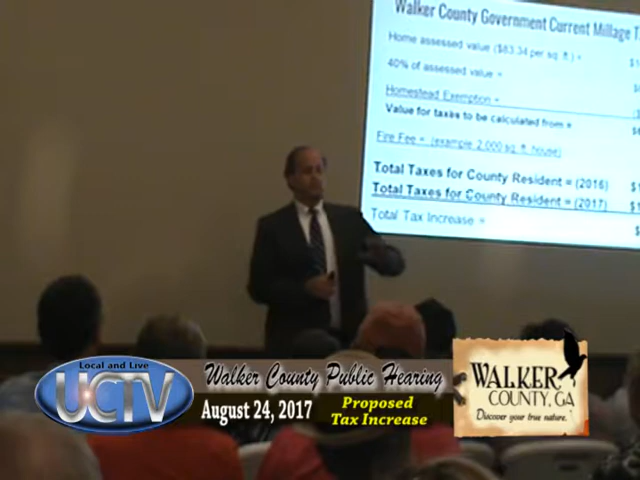 Walker County Government Current Millage
Home assessed value ($83.34 per sq. ft.) =
40% of assessed value =
Homestead Exemption =
Value for taxes to be calculated from =
Fire Fee = (example 2,000 sq. ft. house)
Total Taxes for County Resident = (2016)
Total Taxes for County Resident = (2017)
Total Tax Increase =
Local and Live
UCTV
Walker County Public Hearing
August 24, 2017
Proposed
Tax Increase
WALKER
COUNTY, GA
Discover your true nature.